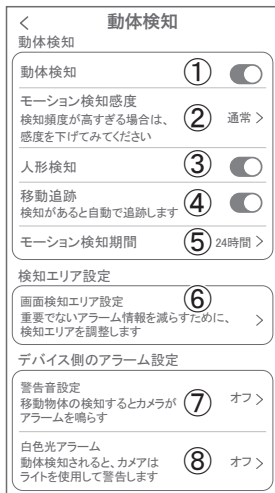 < 動体検知
動体検知
動体検知 ①
モーション検知感度
検知頻度が高すぎる場合は、
感度を下げてみてください
② 通常 >
人形検知 ③
移動追跡
検知があると自動で追跡します
④
モーション検知期間 ⑤ 24時間 >
検知エリア設定
画面検知エリア設定 ⑥
重要でないアラーム情報を減らすために、
検知エリアを調整します
>
デバイス側のアラーム設定
警告音設定
移動物体の検知するとカメラが
アラームを鳴らす
⑦ オフ >
白色光アラーム
動体検知されると、カメアは
ライトを使用して警告します
⑧ オフ >